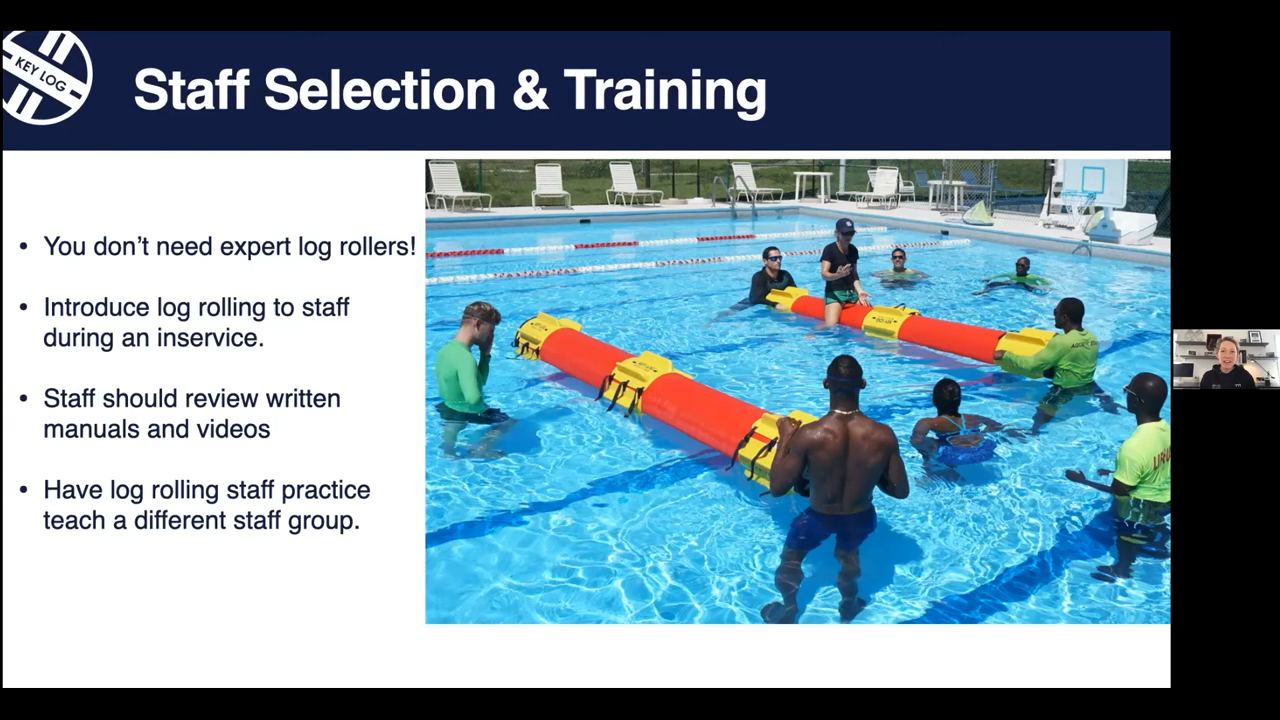 KEY LOG
Staff Selection & Training
• You don’t need expert log rollers!
• Introduce log rolling to staff
during an inservice.
• Staff should review written
manuals and videos
• Have log rolling staff practice
teach a different staff group.